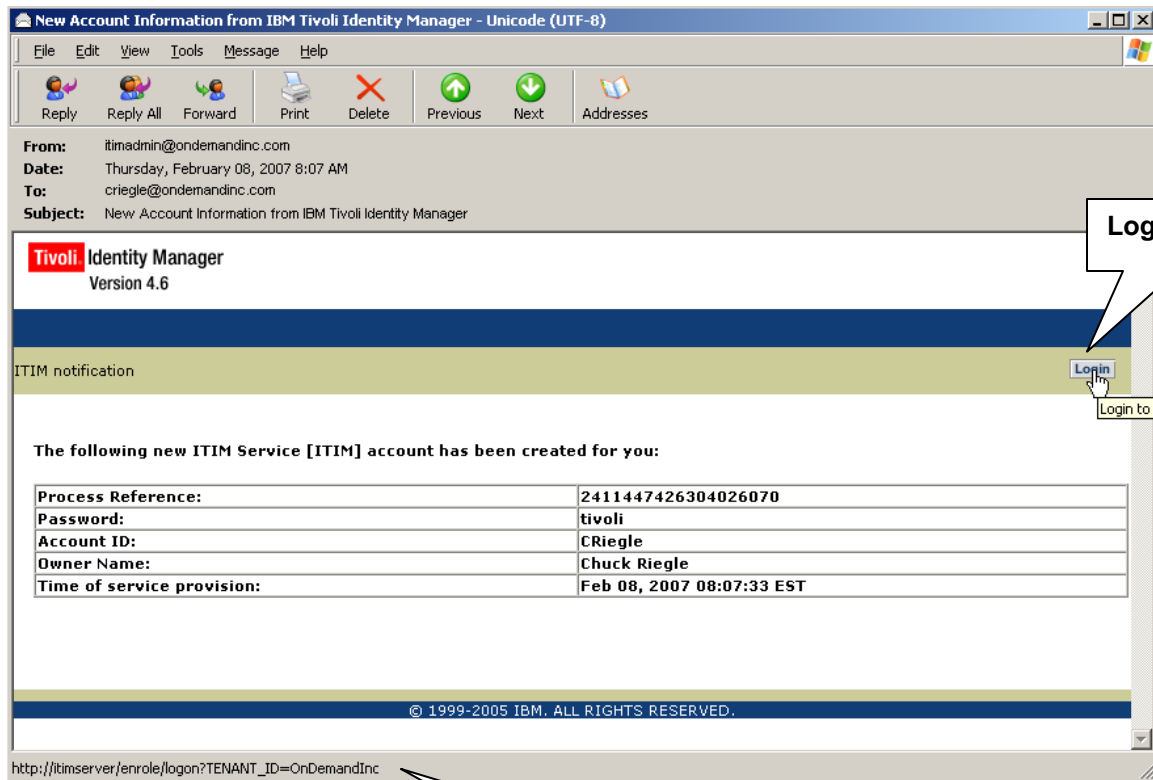 New Account Information from IBM Tivoli Identity Manager - Unicode (UTF-8)
File Edit View Tools Message Help
Reply Reply All Forward Print Delete Previous Next Addresses
From: itimadmin@ondemandinc.com
Date: Thursday, February 08, 2007 8:07 AM
To: criegle@ondemandinc.com
Subject: New Account Information from IBM Tivoli Identity Manager
Tivoli. Identity Manager
Version 4.6
ITIM notification Login
Login to
The following new ITIM Service [ITIM] account has been created for you:
Process Reference: 2411447426304026070
Password: tivoli
Account ID: CRiegle
Owner Name: Chuck Riegle
Time of service provision: Feb 08, 2007 08:07:33 EST
© 1999-2005 IBM. ALL RIGHTS RESERVED.
http://itimserver/enrole/logon?TENANT_ID=OnDemandInc